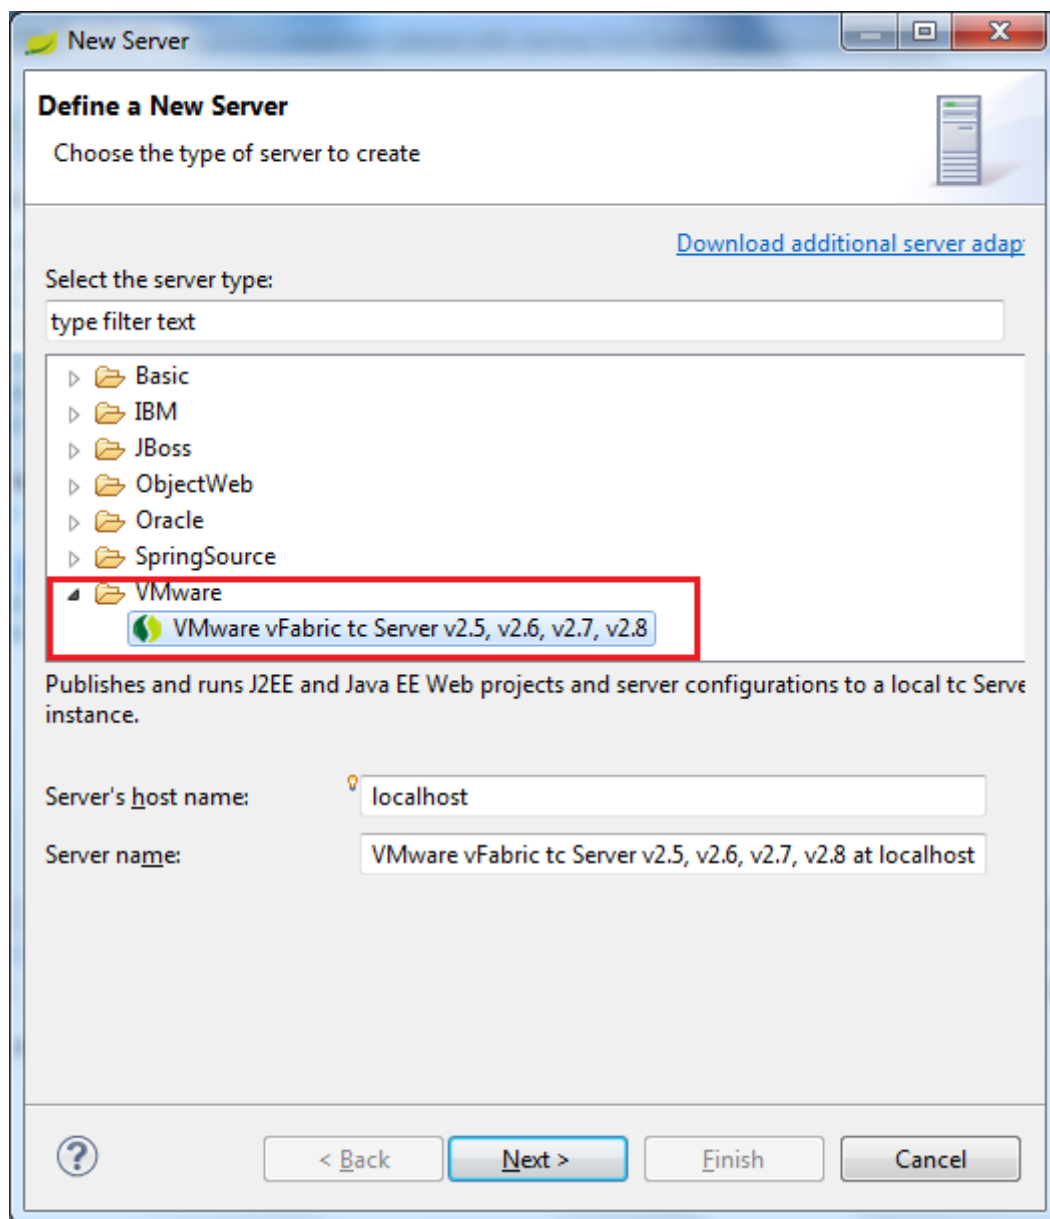 New Server
Define a New Server
Choose the type of server to create
Download additional server adap
Select the server type:
type filter text
Basic
IBM
JBoss
ObjectWeb
Oracle
SpringSource
VMware
VMware vFabric tc Server v2.5, v2.6, v2.7, v2.8
Publishes and runs J2EE and Java EE Web projects and server configurations to a local tc Serve
instance.
Server's host name: localhost
Server name: VMware vFabric tc Server v2.5, v2.6, v2.7, v2.8 at localhost
? < Back Next > Finish Cancel